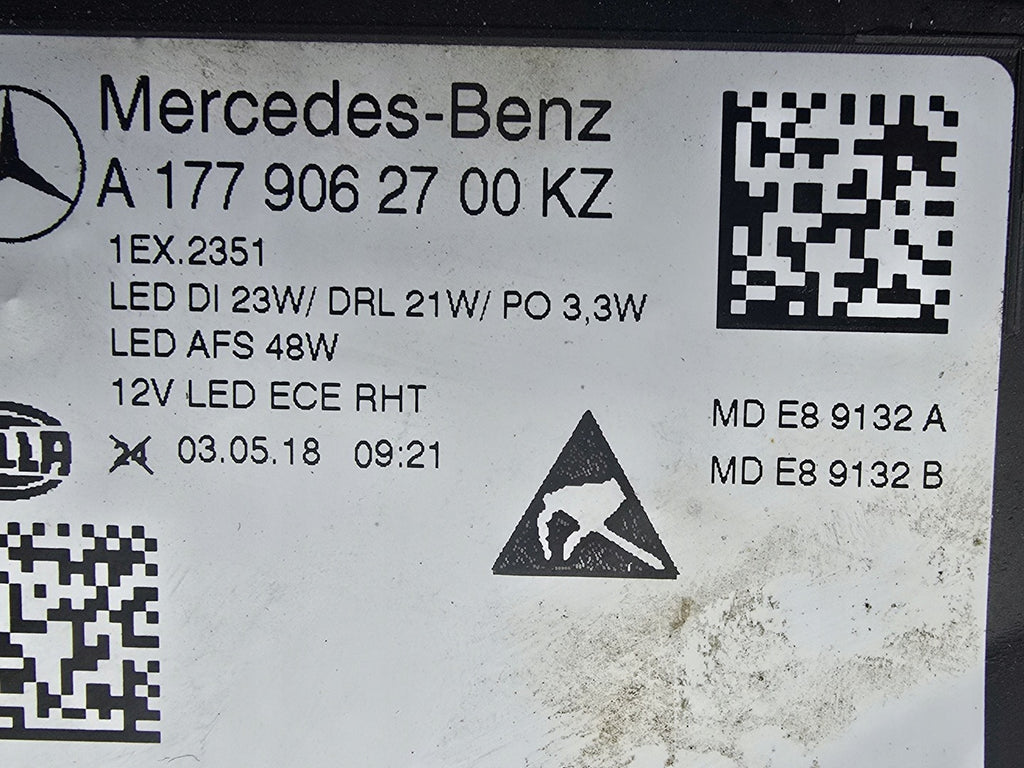 Mercedes-Benz
A 177 906 27 00 KZ
1EX.2351
LED DI 23W/ DRL 21W/ PO 3,3W
LED AFS 48W
12V LED ECE RHT
24 03.05.18 09:21
MD E8 9132 A
MD E8 9132 B